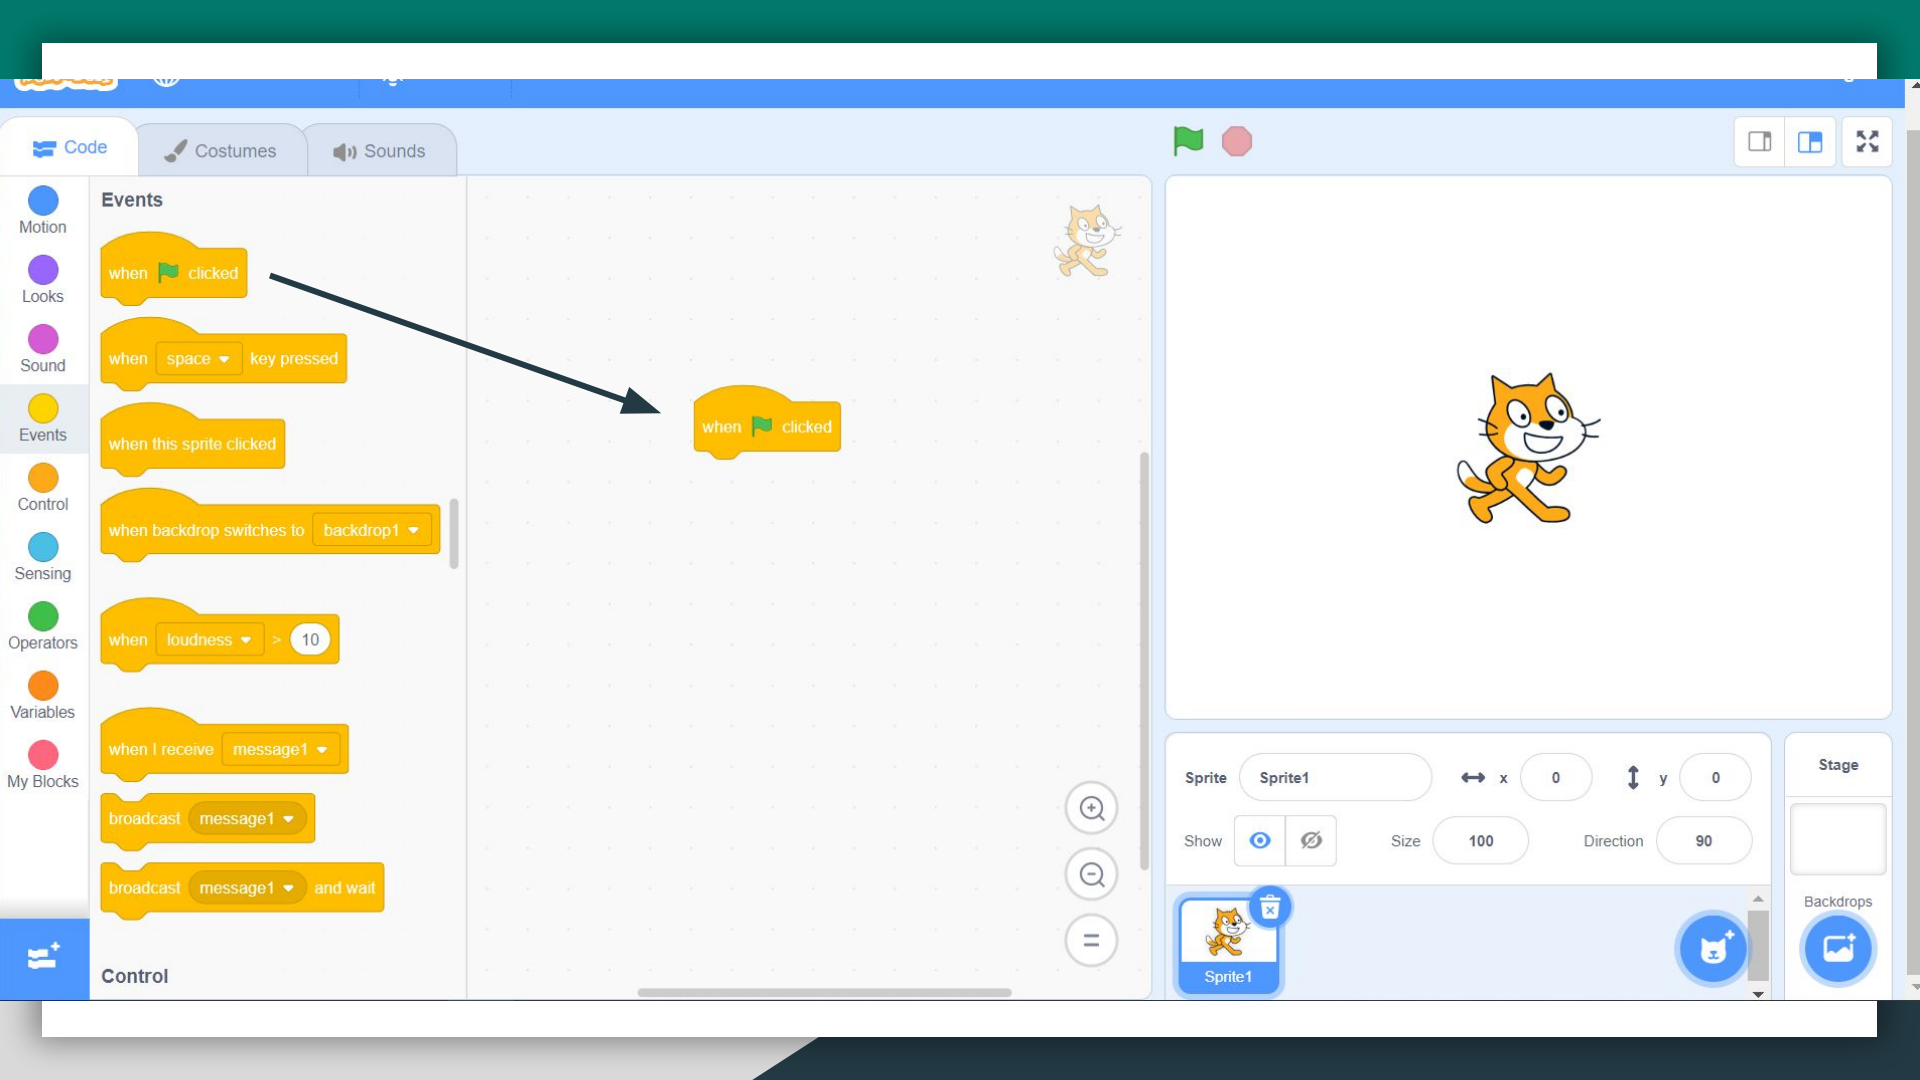 Code
Costumes
Sounds
Motion
Looks
Sound
Events
Control
Sensing
Operators
Variables
My Blocks
Events
when clicked
when space key pressed
when this sprite clicked
when backdrop switches to backdrop1
when loudness > 10
when I receive message1
broadcast message1
broadcast message1 and wait
Control
when clicked
Sprite Sprite1 x 0 y 0
Show Size 100 Direction 90
Sprite1
Stage
Backdrops